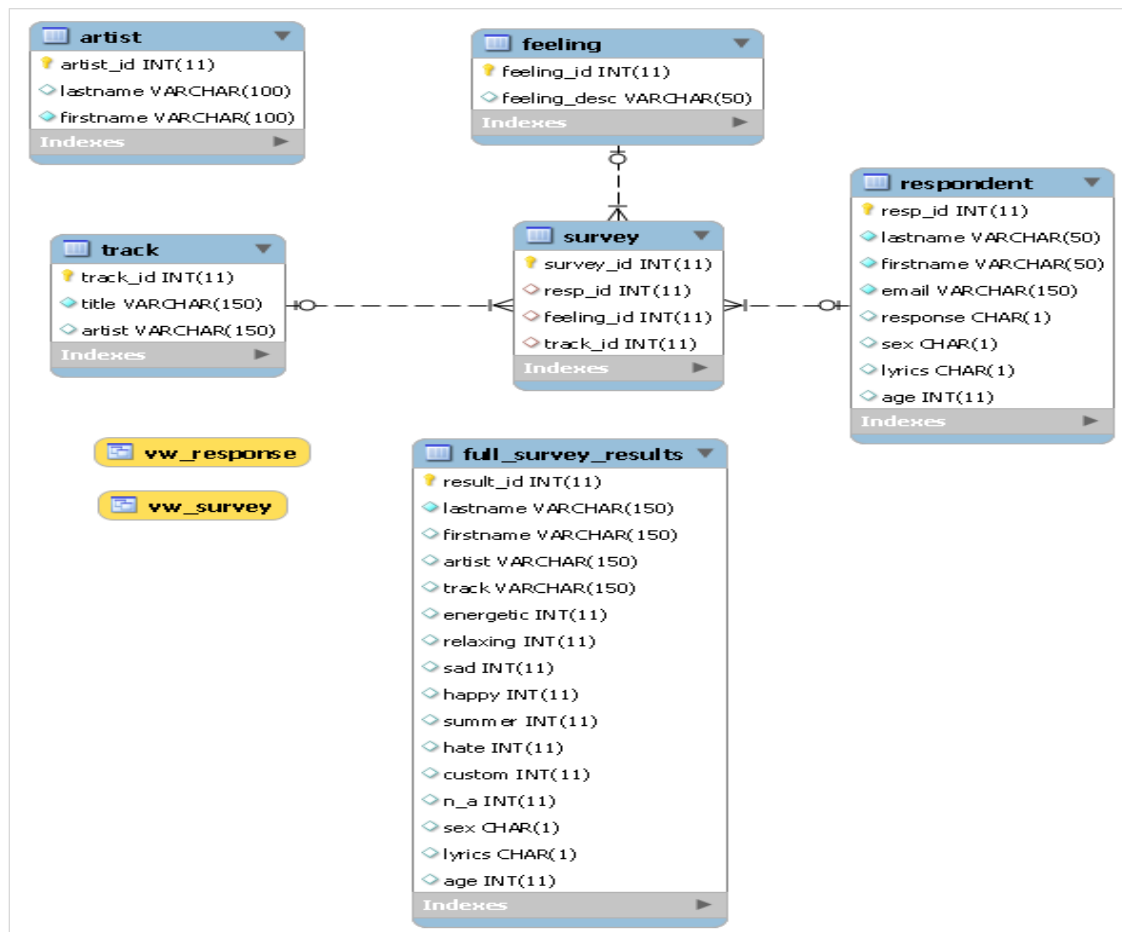 artist
artist_id INT(11)
lastname VARCHAR(100)
firstname VARCHAR(100)
Indexes
feeling
feeling_id INT(11)
feeling_desc VARCHAR(50)
Indexes
respondent
resp_id INT(11)
lastname VARCHAR(50)
firstname VARCHAR(50)
email VARCHAR(150)
response CHAR(1)
sex CHAR(1)
lyrics CHAR(1)
age INT(11)
Indexes
track
track_id INT(11)
title VARCHAR(150)
artist VARCHAR(150)
Indexes
survey
survey_id INT(11)
resp_id INT(11)
feeling_id INT(11)
track_id INT(11)
Indexes
vw_response
vw_survey
full_survey_results
result_id INT(11)
lastname VARCHAR(150)
firstname VARCHAR(150)
artist VARCHAR(150)
track VARCHAR(150)
energetic INT(11)
relaxing INT(11)
sad INT(11)
happy INT(11)
summer INT(11)
hate INT(11)
custom INT(11)
n_a INT(11)
sex CHAR(1)
lyrics CHAR(1)
age INT(11)
Indexes